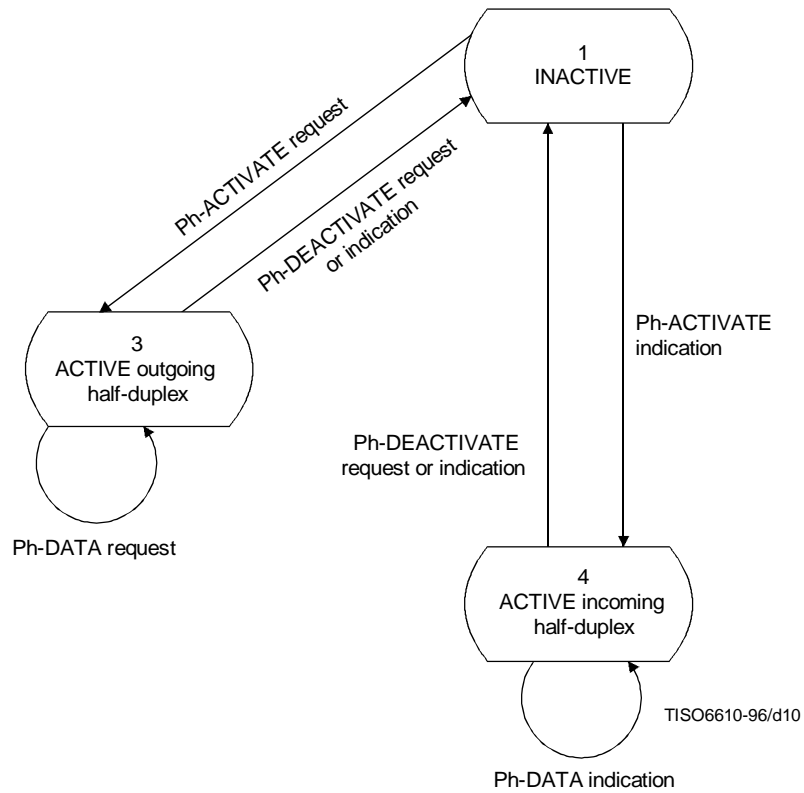 1
INACTIVE
Ph-ACTIVATE request
Ph-DEACTIVATE request
or indication
3
ACTIVE outgoing
half-duplex
Ph-ACTIVATE
indication
Ph-DEACTIVATE
request or indication
Ph-DATA request
4
ACTIVE incoming
half-duplex
TISO6610-96/d10
Ph-DATA indication